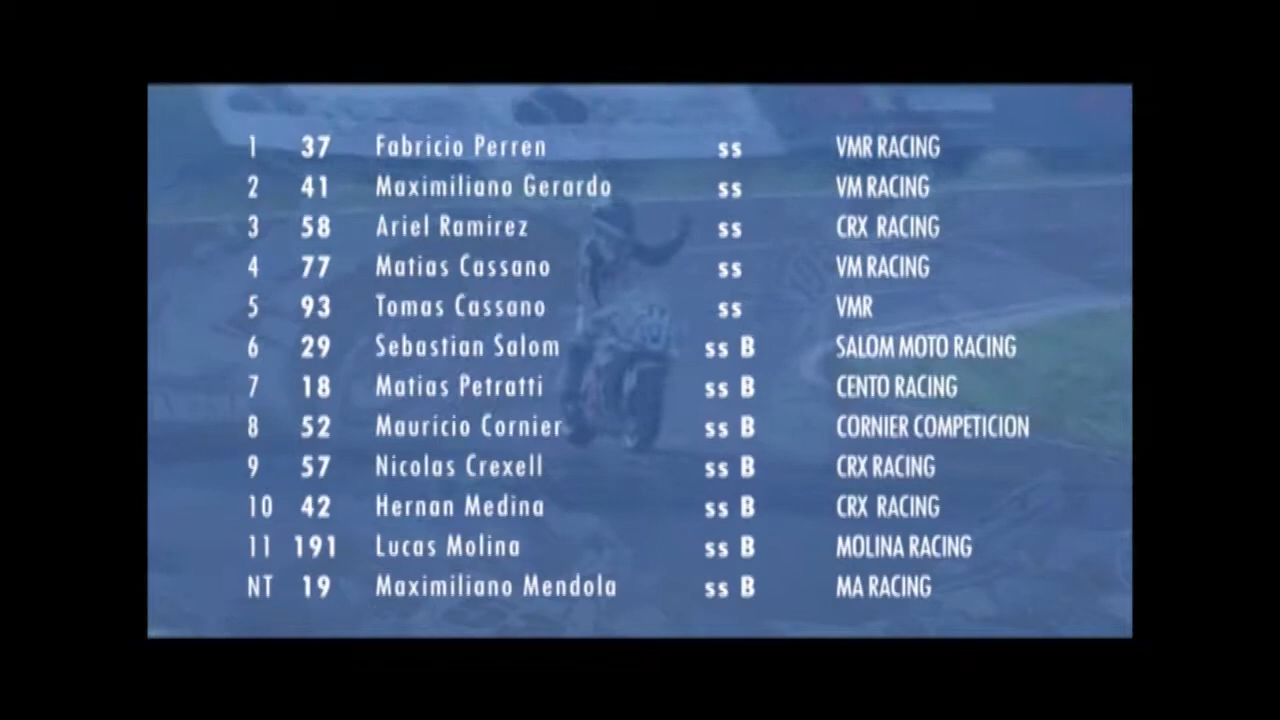 1 37 Fabricio Perren ss VMR RACING
2 41 Maximiliano Gerardo ss VM RACING
3 58 Ariel Ramirez ss CRX RACING
4 77 Matias Cassano ss VM RACING
5 93 Tomas Cassano ss VMR
6 29 Sebastian Salom ss B SALOM MOTO RACING
7 18 Matias Petratti ss B CENTO RACING
8 52 Mauricio Cornier ss B CORNIER COMPETICION
9 57 Nicolas Crexell ss B CRX RACING
10 42 Hernan Medina ss B CRX RACING
11 191 Lucas Molina ss B MOLINA RACING
NT 19 Maximiliano Mendola ss B MA RACING